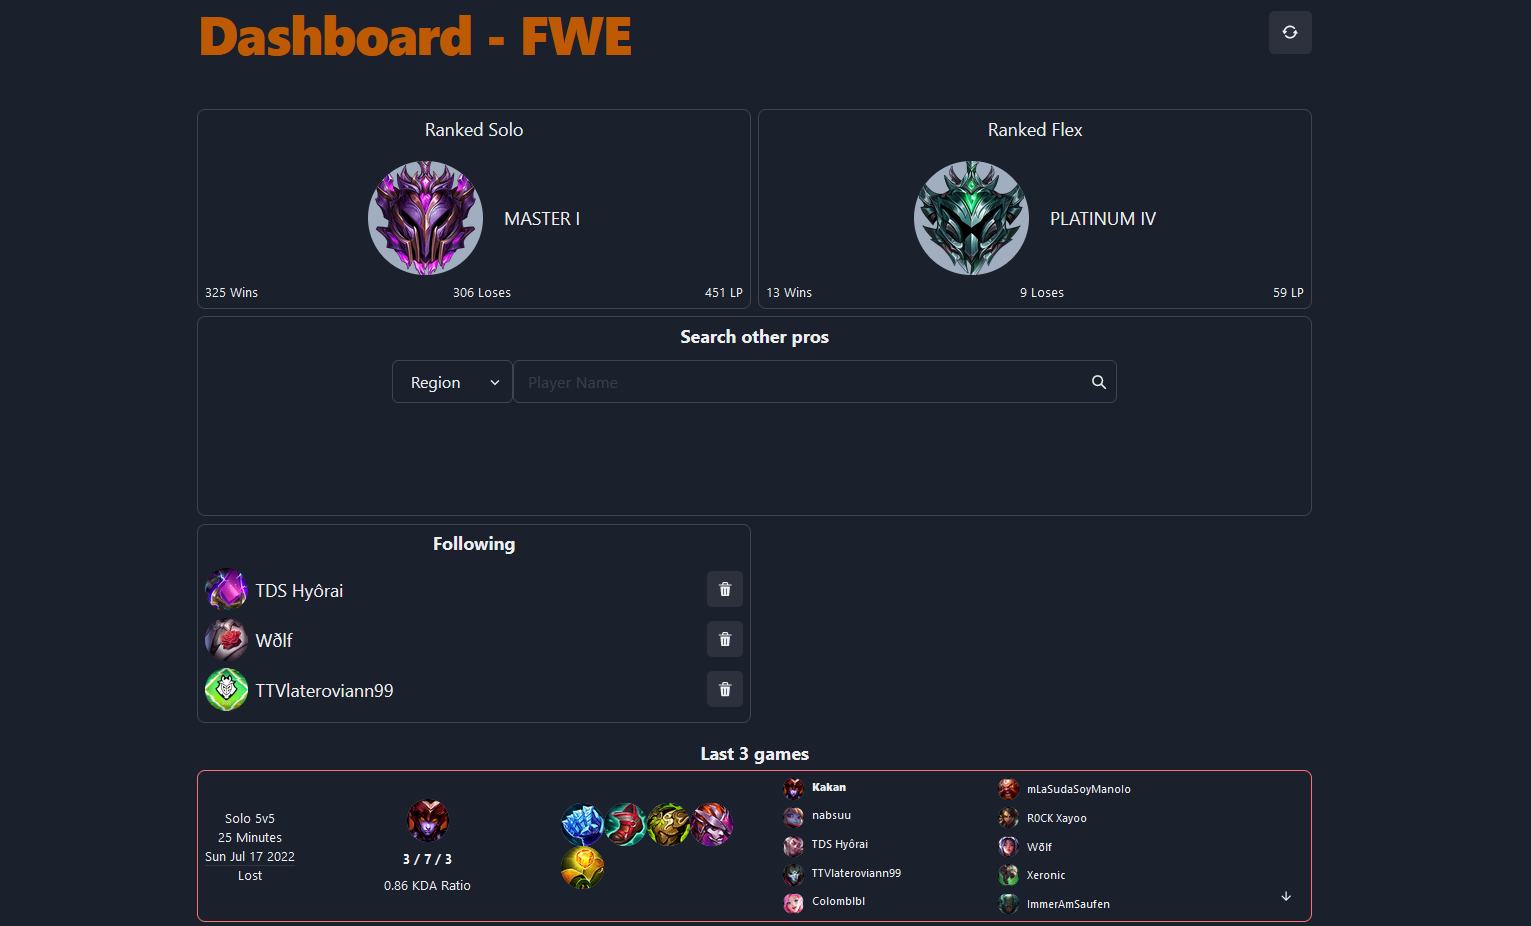 Dashboard - FWE
Ranked Solo
MASTER I
325 Wins
306 Loses
451 LP
Ranked Flex
PLATINUM IV
13 Wins
9 Loses
59 LP
Search other pros
Region
Player Name
Following
TDS Hyôrai
Wðlf
TTVlateroviann99
Last 3 games
Solo 5v5
25 Minutes
Sun Jul 17 2022
Lost
3 / 7 / 3
0.86 KDA Ratio
Kakan
nabsuu
TDS Hyôrai
TTVlateroviann99
Colomblbl
mLaSudaSoyManolo
R0CK Xayoo
Wðlf
Xeronic
ImmerAmSaufen